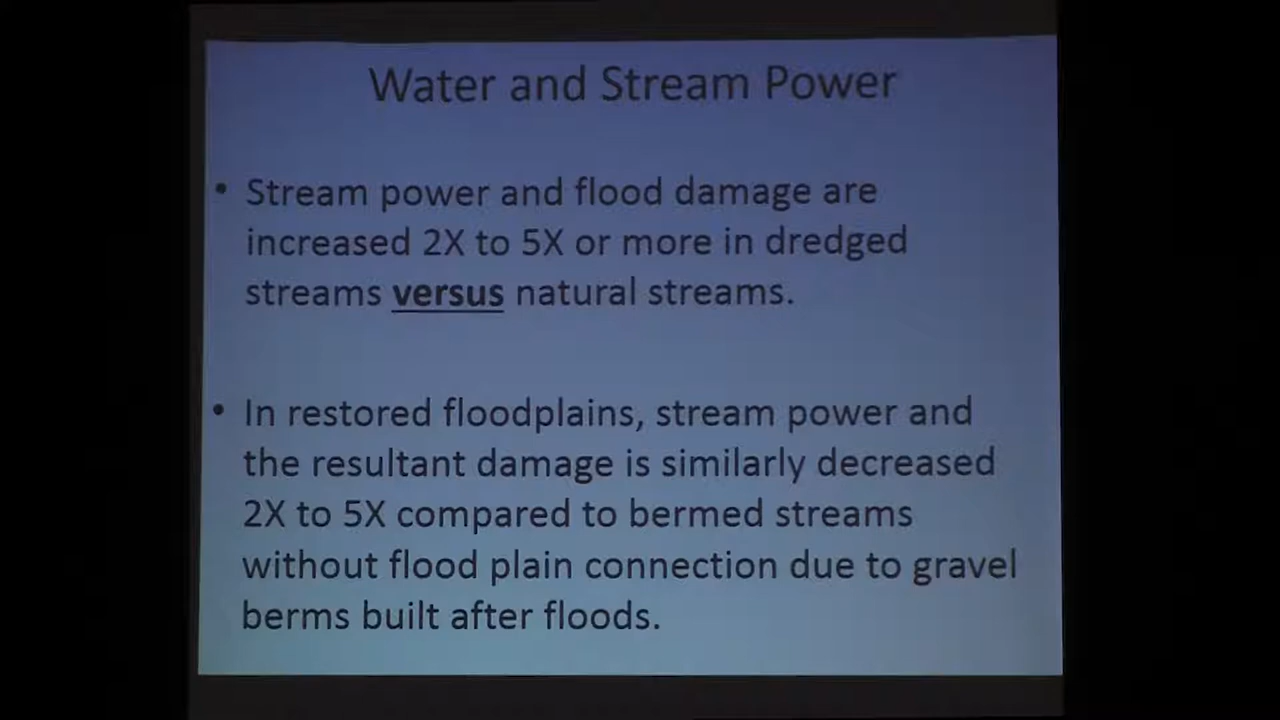 Water and Stream Power
• Stream power and flood damage are
increased 2X to 5X or more in dredged
streams versus natural streams.
• In restored floodplains, stream power and
the resultant damage is similarly decreased
2X to 5X compared to bermed streams
without flood plain connection due to gravel
berms built after floods.